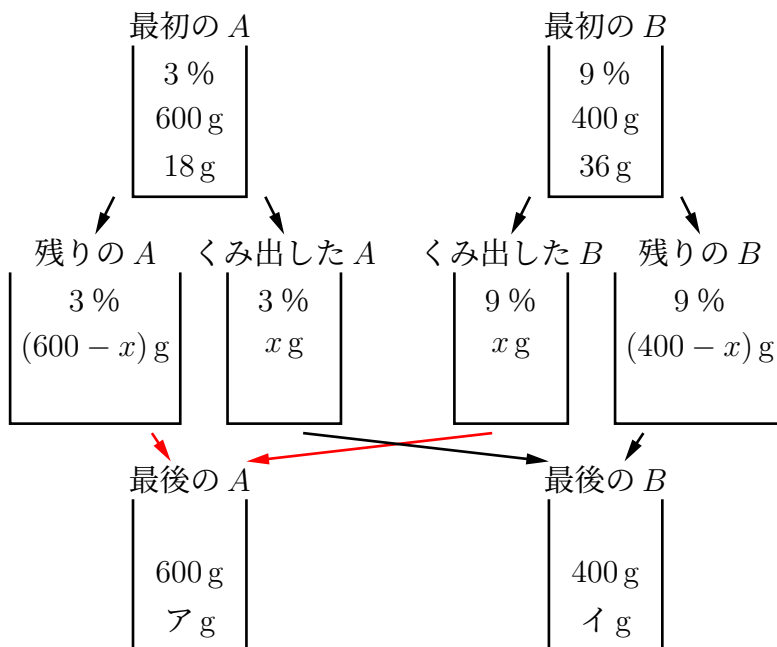 最初の A 最初の B
3 % 9 %
600 g 400 g
18 g 36 g
残りの A くみ出した A くみ出した B 残りの B
3 % 3 % 9 % 9 %
(600 − x) g x g x g (400 − x) g
最後の A 最後の B
600 g 400 g
ア g イ g